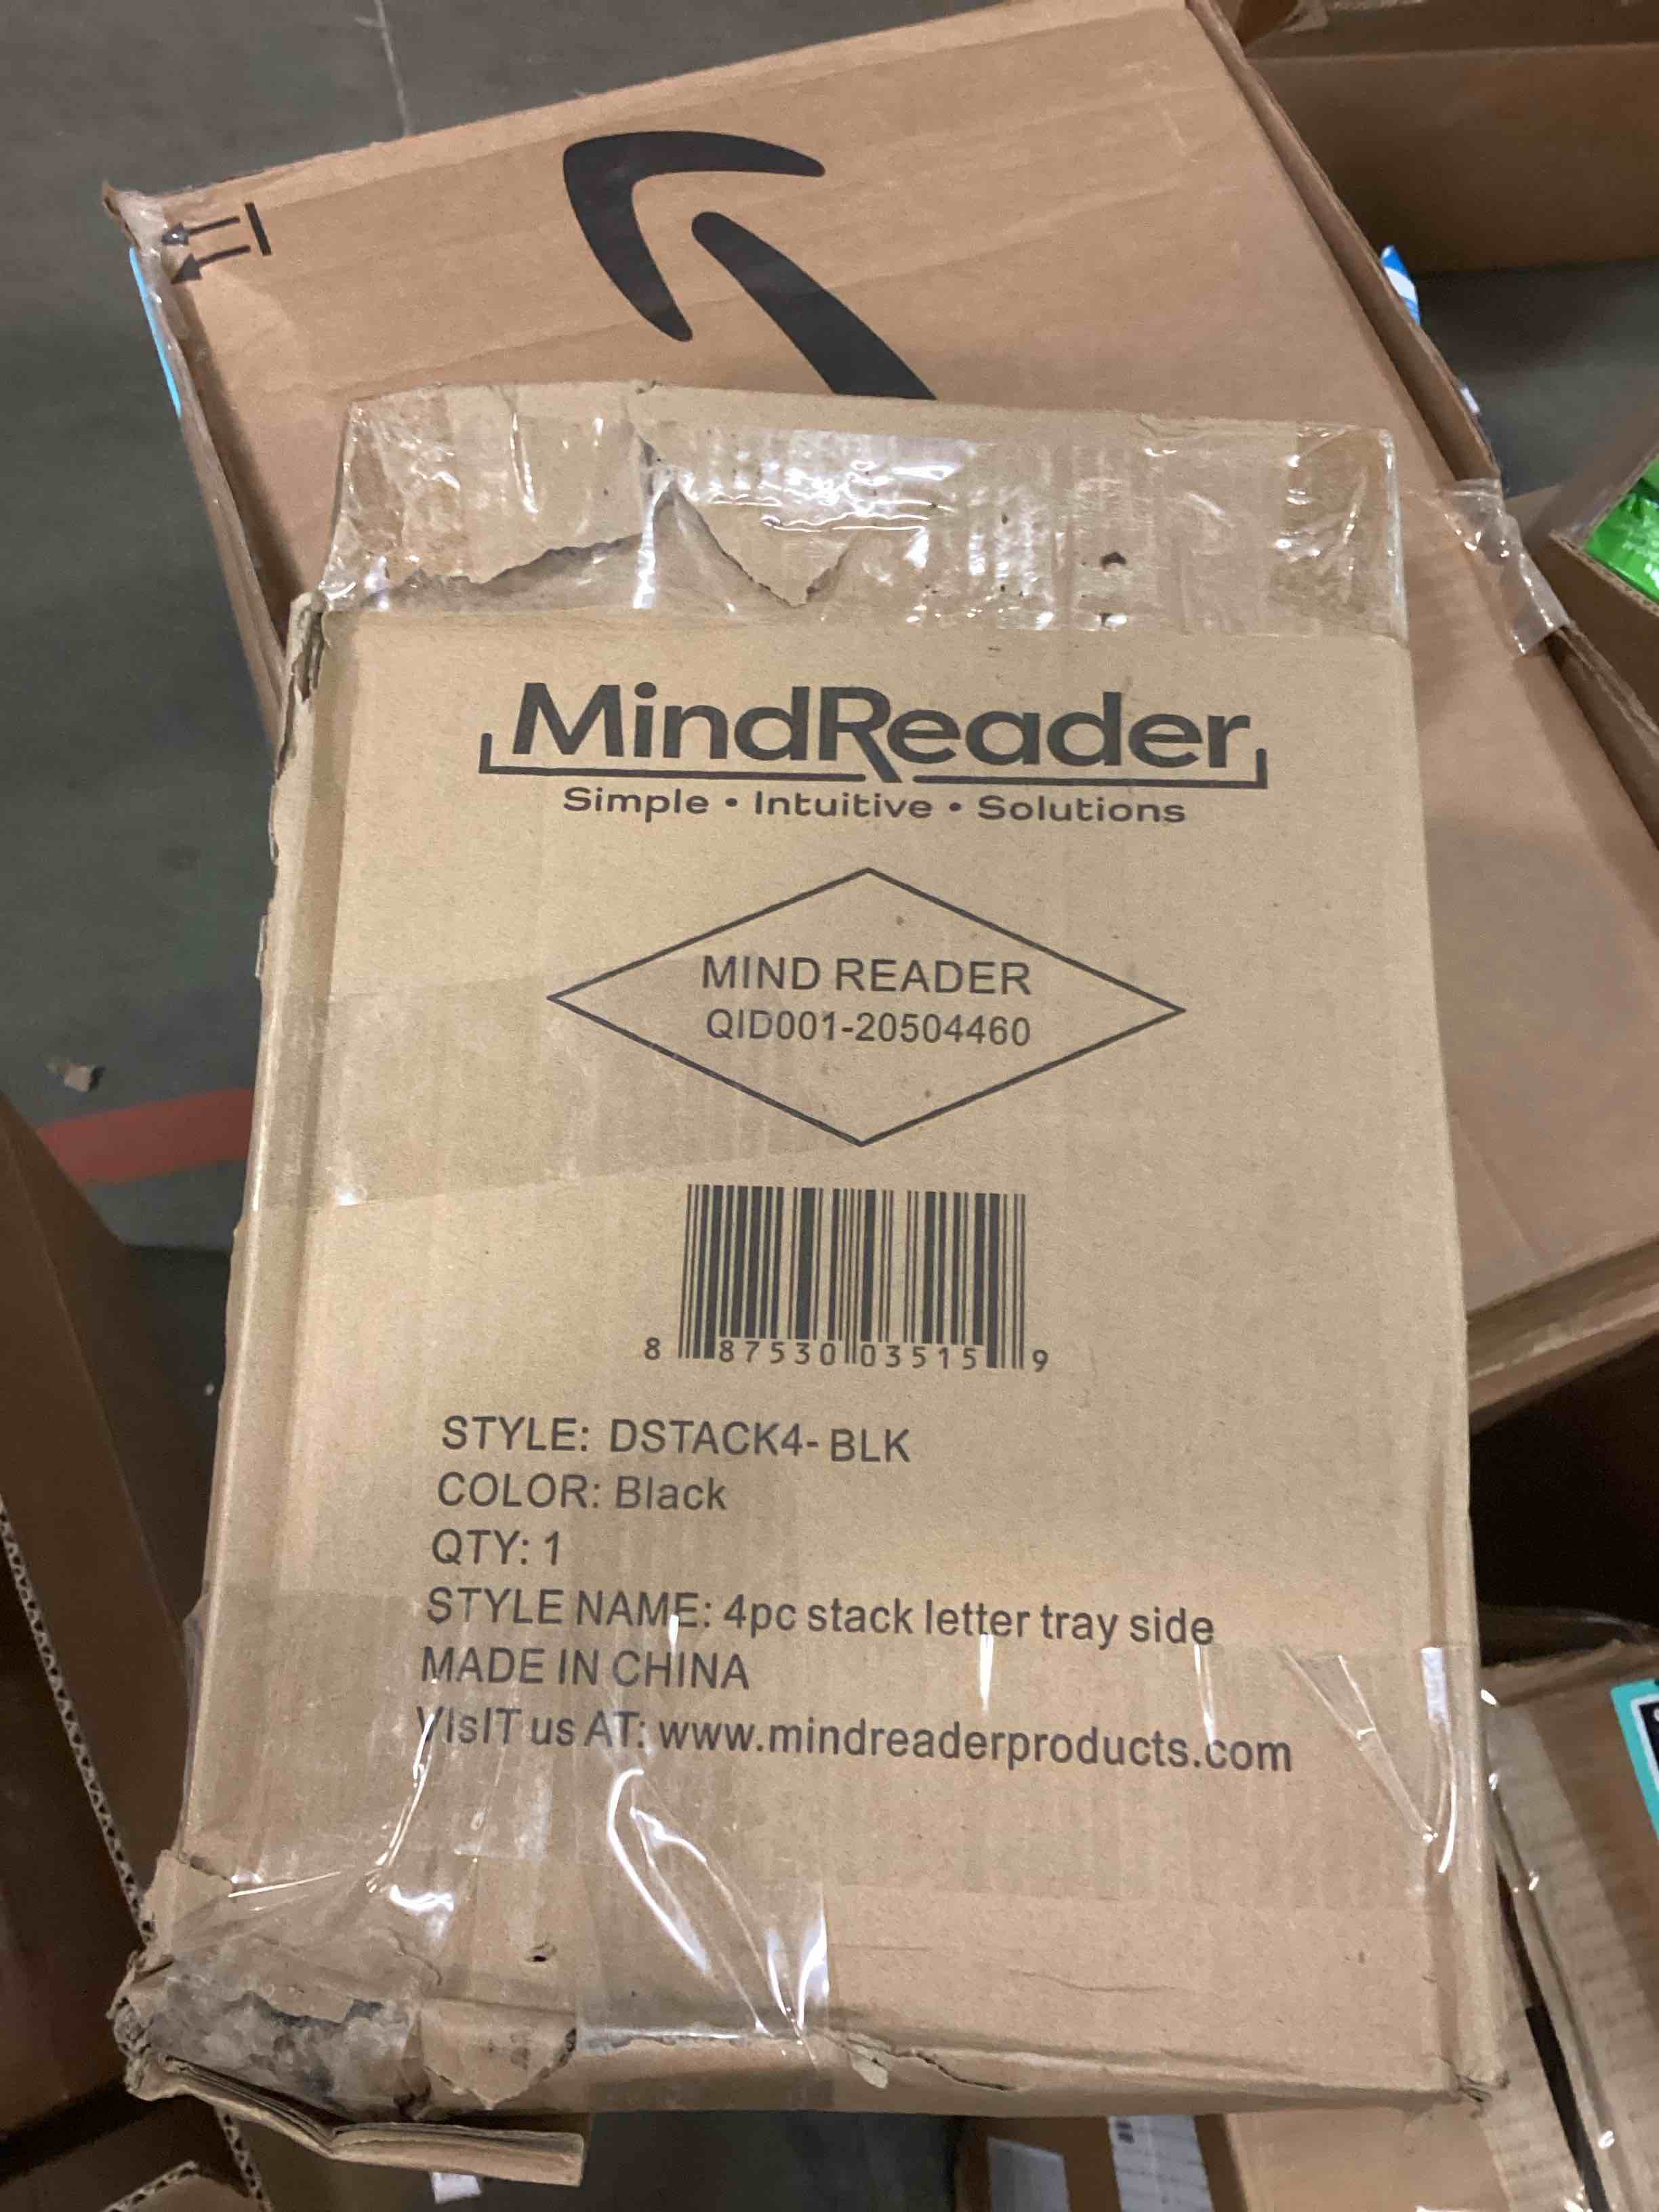 MindReader
Simple • Intuitive • Solutions
MIND READER
QID001-20504460
8 87530 03515 9
STYLE: DSTACK4-BLK
COLOR: Black
QTY: 1
STYLE NAME: 4pc stack letter tray side
MADE IN CHINA
VIsIT us AT: www.mindreaderproducts.com